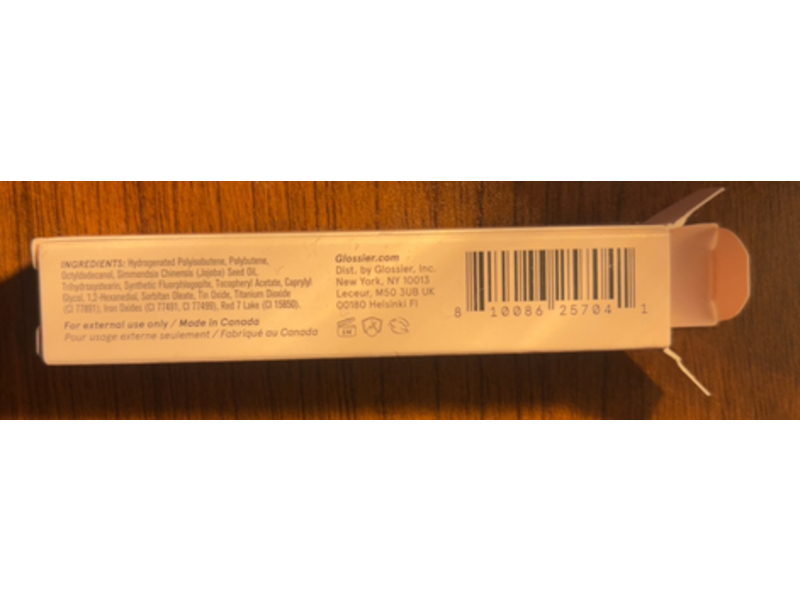 INGREDIENTS: Hydrogenated Polyisobutene, Polybutene,
Octyldodecanol, Simmondsia Chinensis (Jojoba) Seed Oil,
Trihydroxystearin, Synthetic Fluorphlogopite, Tocopheryl Acetate, Caprylyl
Glycol, 1,2-Hexanediol, Sorbitan Oleate, Tin Oxide, Titanium Dioxide
(CI 77891), Iron Oxides (CI 77491, CI 77499), Red 7 Lake (CI 15850).
For external use only / Made in Canada
Pour usage externe seulement / Fabriqué au Canada
Glossier.com
Dist. by Glossier, Inc.
New York, NY 10013
Leceur, M50 3UB UK
00180 Helsinki FI
8 10086 25704 1